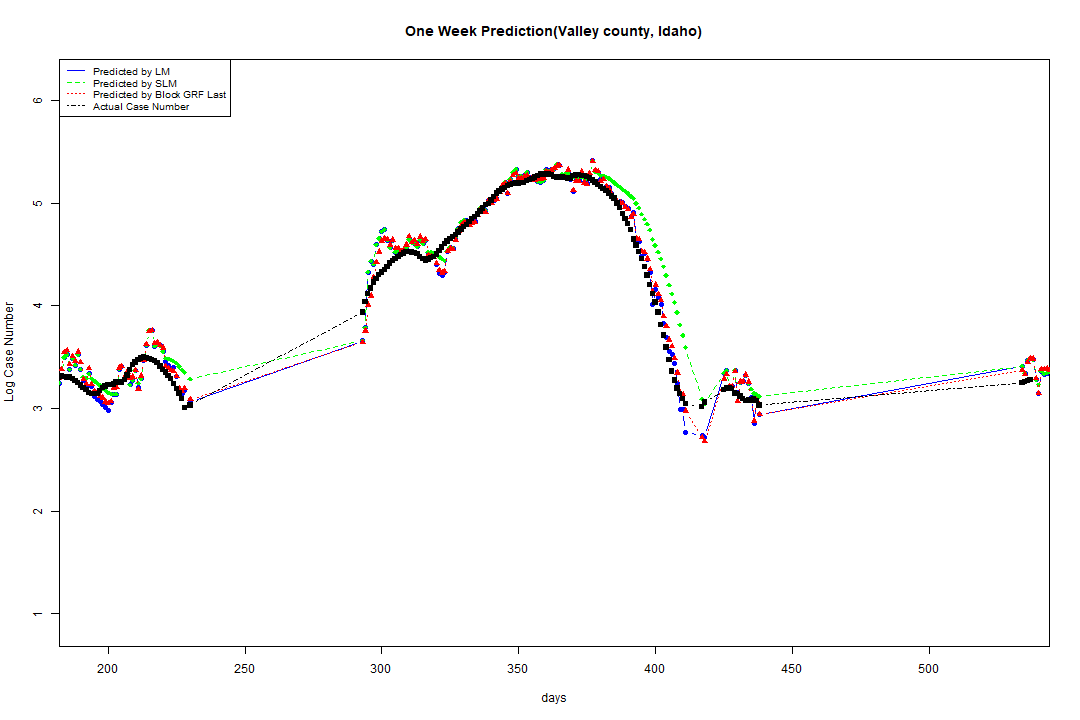 One Week Prediction(Valley county, Idaho)
Predicted by LM
Predicted by SLM
Predicted by Block GRF Last
Actual Case Number
6
5
4
3
2
1
Log Case Number
200 250 300 350 400 450 500
days